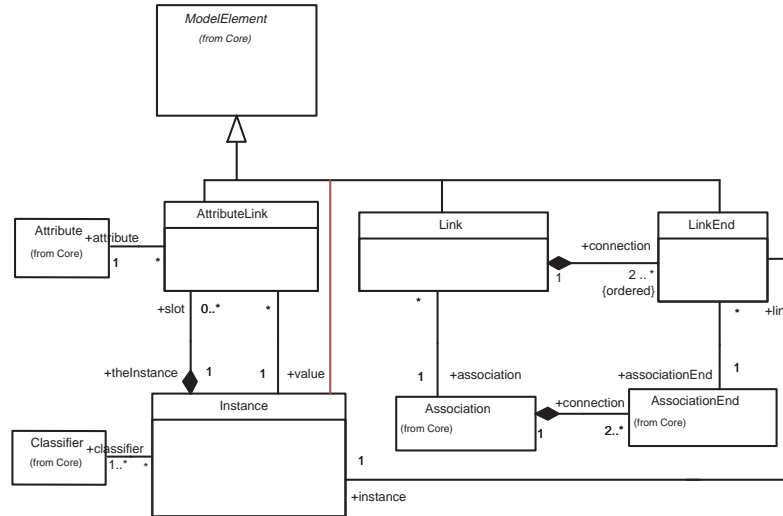 ModelElement
(from Core)
AttributeLink
Link
LinkEnd
Attribute
(from Core)
+attribute
1
*
+connection
1
2 .. *
{ordered}
+slot
0..*
*
*
*
+lin
+theInstance
1
1
+value
1
+association
+associationEnd
1
Instance
Association
(from Core)
+connection
1
2..*
AssociationEnd
(from Core)
Classifier
(from Core)
+classifier
1..*
*
1
+instance